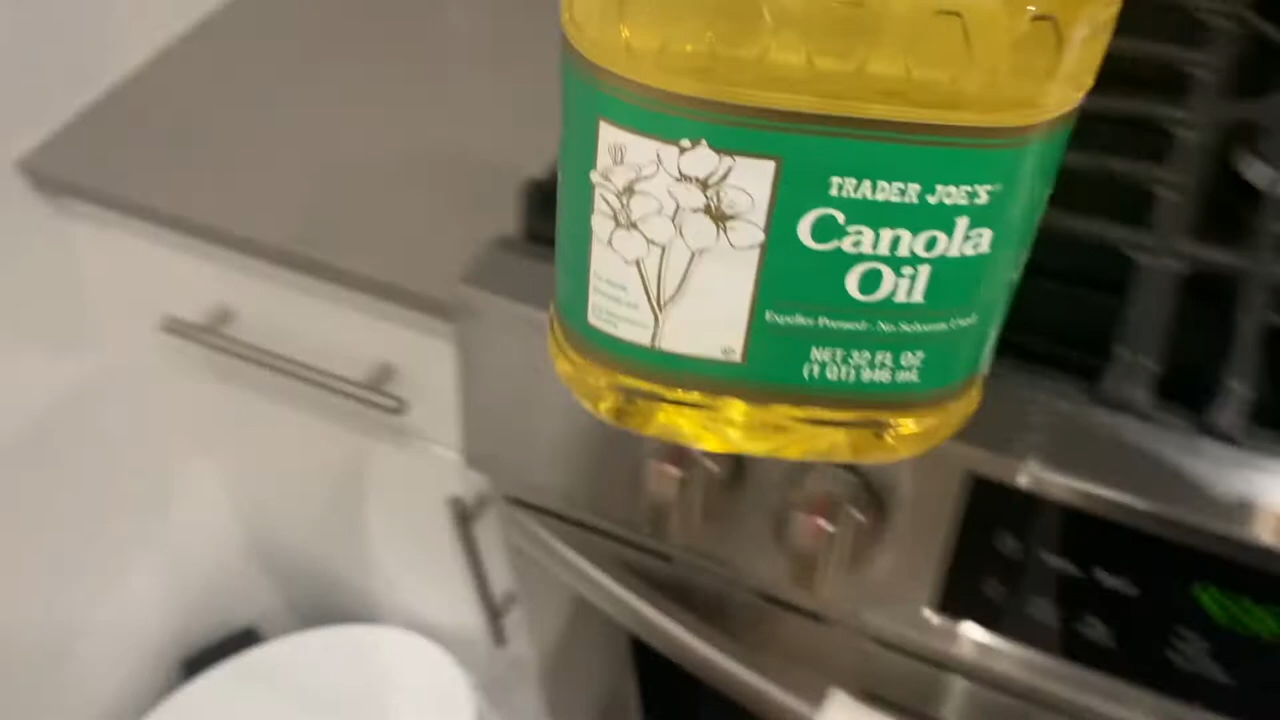 TRADER JOE'S
Canola
Oil
Expeller Pressed - No Solvents Used
NET 32 FL OZ
(1 QT) 946 mL